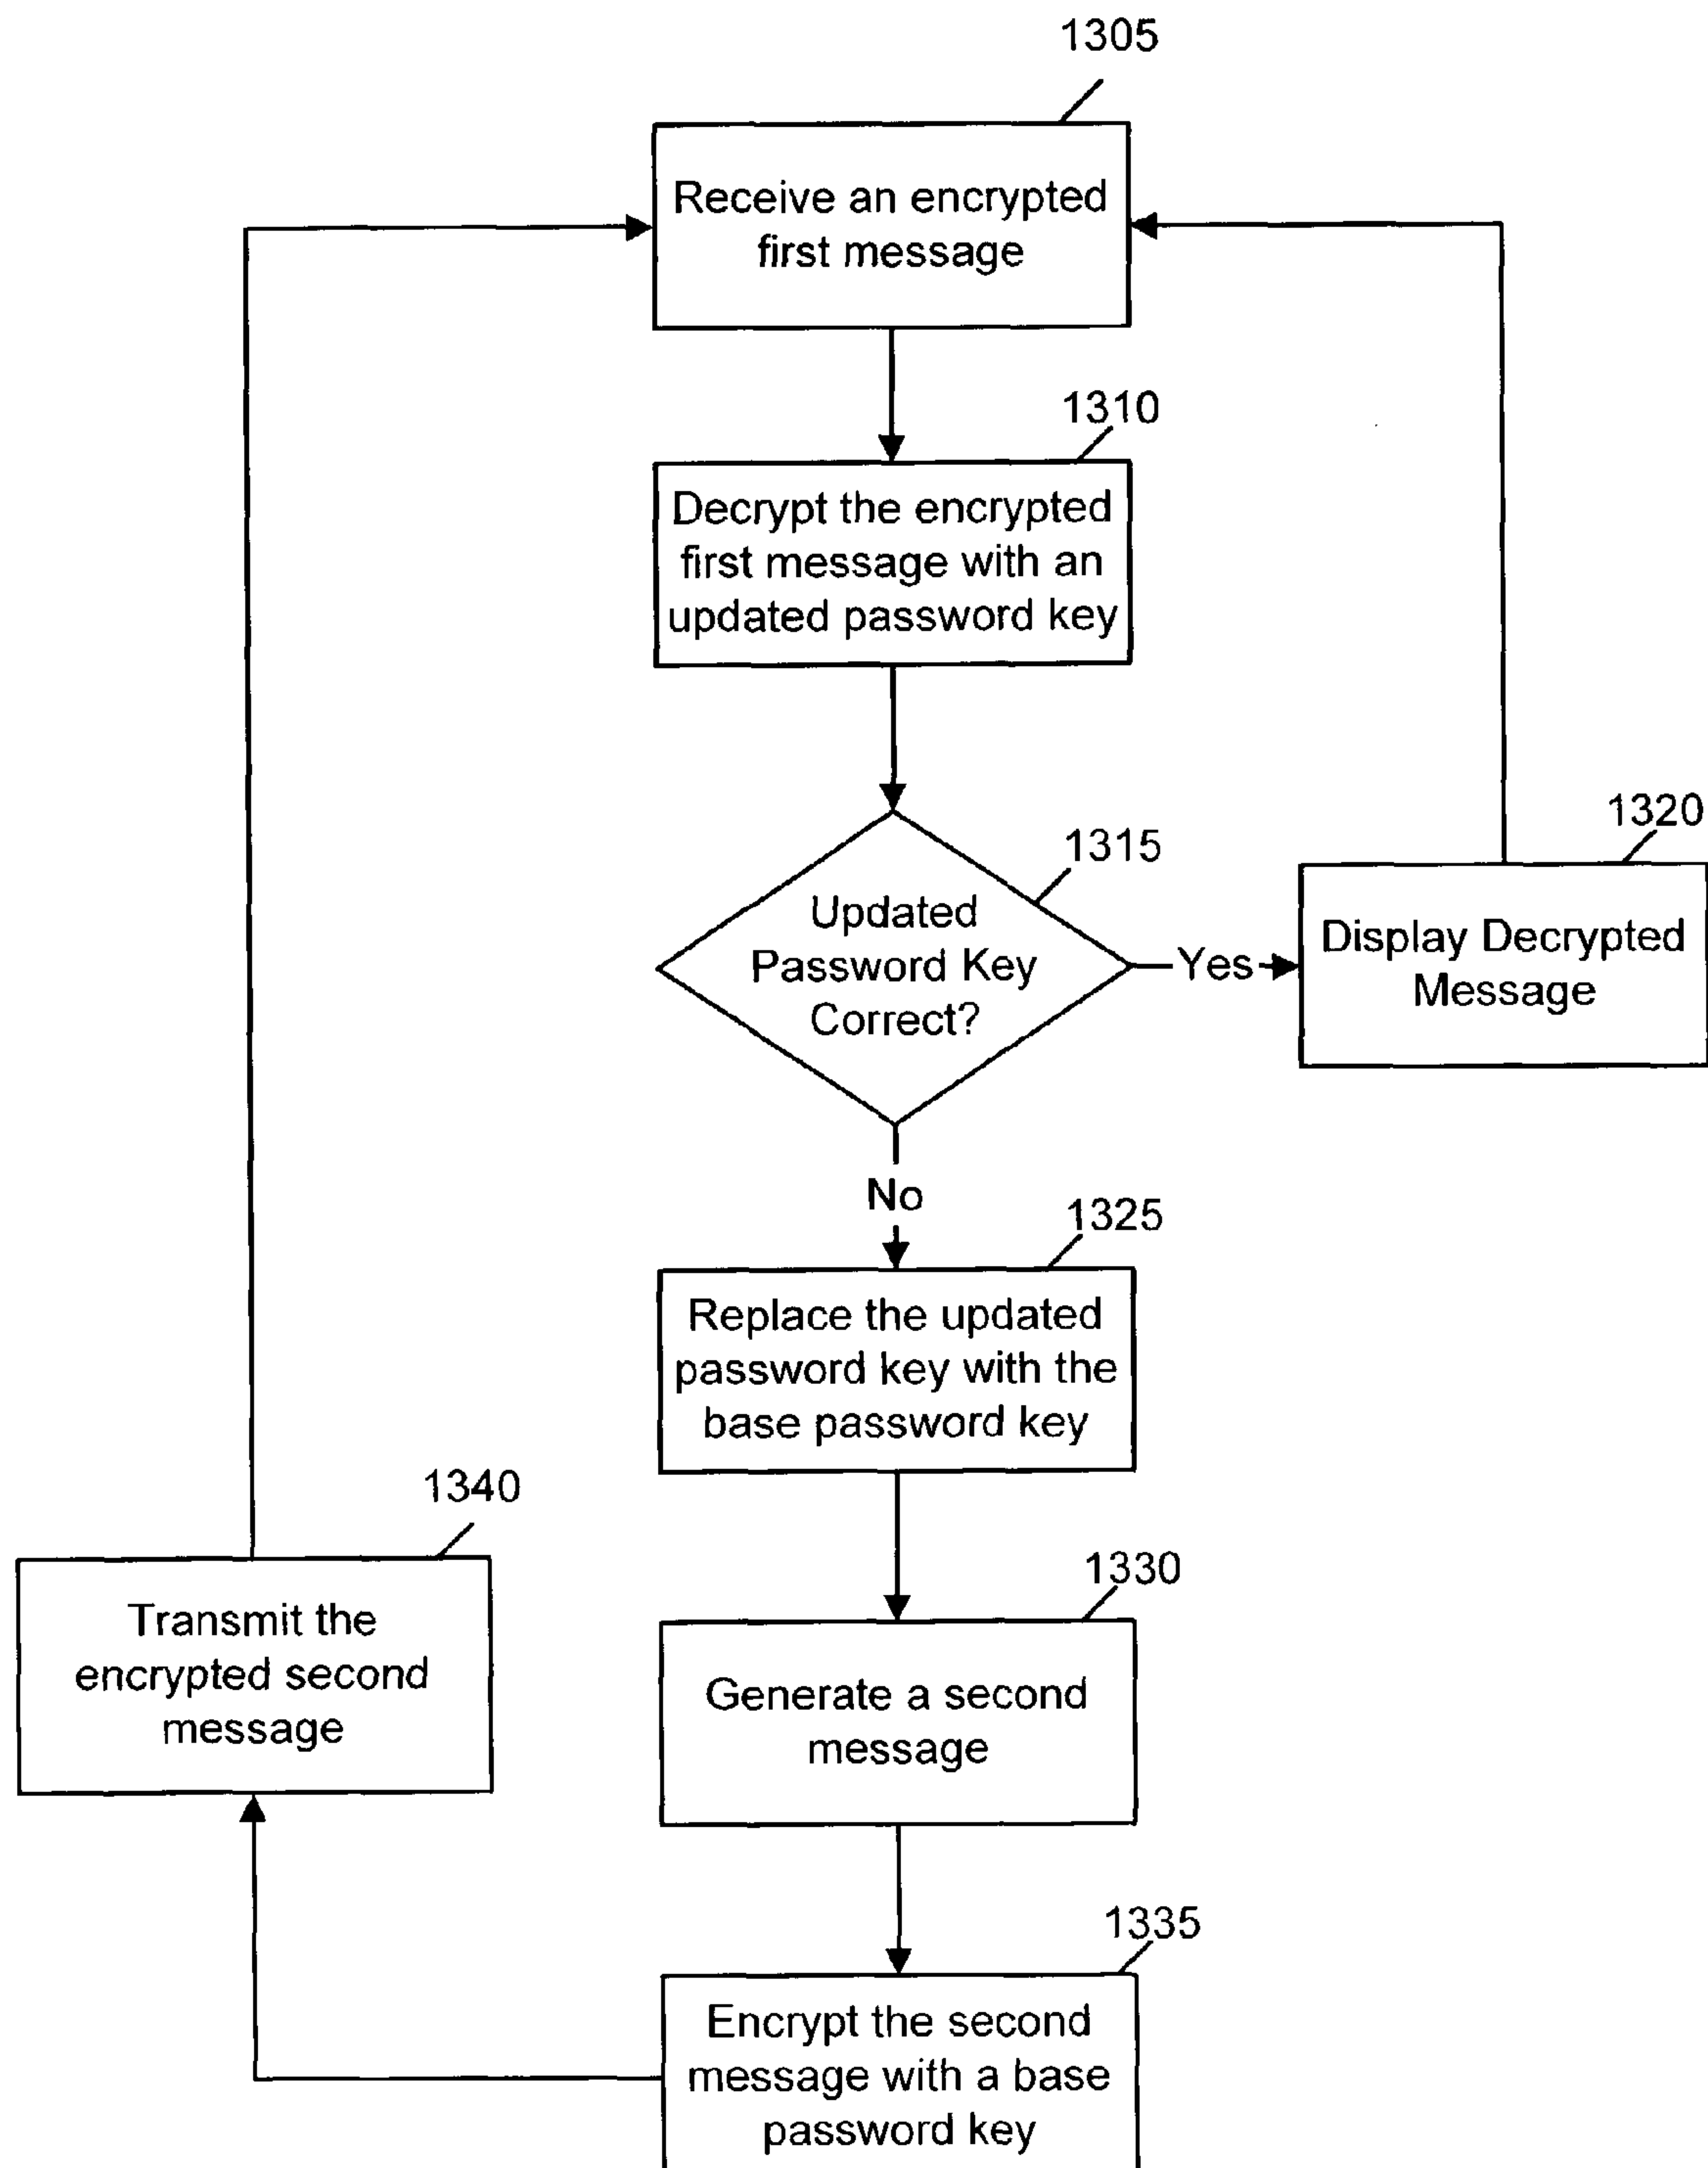 1305
Receive an encrypted
first message
1310
Decrypt the encrypted
first message with an
updated password key
1315
Updated
Password Key
Correct?
Yes
1320
Display Decrypted
Message
No
1325
Replace the updated
password key with the
base password key
1340
Transmit the
encrypted second
message
1330
Generate a second
message
1335
Encrypt the second
message with a base
password key